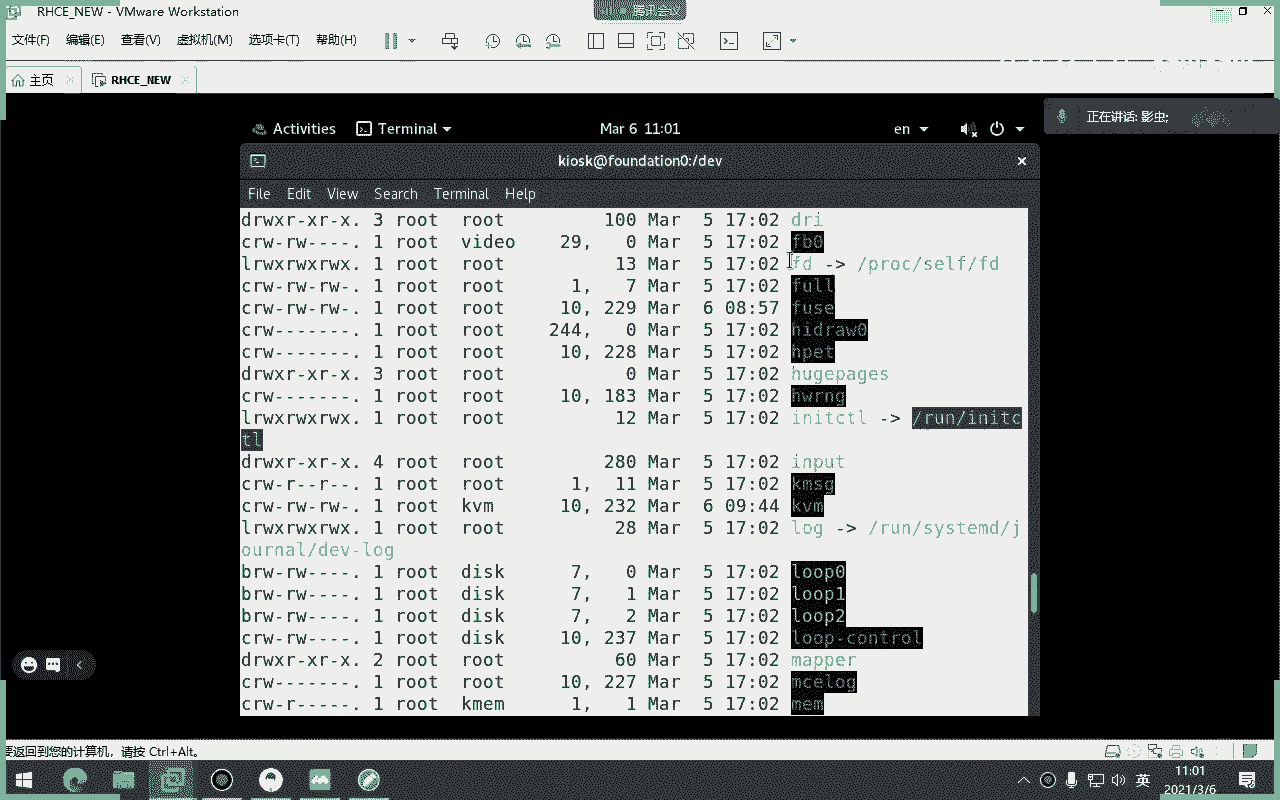 RHCE_NEW - VMware Workstation
腾讯会议
文件(F) 编辑(E) 查看(V) 虚拟机(M) 选项卡(T) 帮助(H)
主页 RHCE_NEW
正在讲话: 影虫;
Activities Terminal Mar 6 11:01 en
kiosk@foundation0:/dev
File Edit View Search Terminal Help
drwxr-xr-x. 3 root root 100 Mar 5 17:02 dri
crw-rw----. 1 root video 29, 0 Mar 5 17:02 fb0
lrwxrwxrwx. 1 root root 13 Mar 5 17:02 fd -> /proc/self/fd
crw-rw-rw-. 1 root root 1, 7 Mar 5 17:02 full
crw-rw-rw-. 1 root root 10, 229 Mar 6 08:57 fuse
crw-------. 1 root root 244, 0 Mar 5 17:02 hidraw0
crw-------. 1 root root 10, 228 Mar 5 17:02 hpet
drwxr-xr-x. 3 root root 0 Mar 5 17:02 hugepages
crw-------. 1 root root 10, 183 Mar 5 17:02 hwrng
lrwxrwxrwx. 1 root root 12 Mar 5 17:02 initctl -> /run/initc
tl
drwxr-xr-x. 4 root root 280 Mar 5 17:02 input
crw-r--r--. 1 root root 1, 11 Mar 5 17:02 kmsg
crw-rw-rw-. 1 root kvm 10, 232 Mar 6 09:44 kvm
lrwxrwxrwx. 1 root root 28 Mar 5 17:02 log -> /run/systemd/j
ournal/dev-log
brw-rw----. 1 root disk 7, 0 Mar 5 17:02 loop0
brw-rw----. 1 root disk 7, 1 Mar 5 17:02 loop1
brw-rw----. 1 root disk 7, 2 Mar 5 17:02 loop2
crw-rw----. 1 root disk 10, 237 Mar 5 17:02 loop-control
drwxr-xr-x. 2 root root 60 Mar 5 17:02 mapper
crw-------. 1 root root 10, 227 Mar 5 17:02 mcelog
crw-r-----. 1 root kmem 1, 1 Mar 5 17:02 mem
要返回到您的计算机，请按 Ctrl+Alt。
英 11:01
2021/3/6